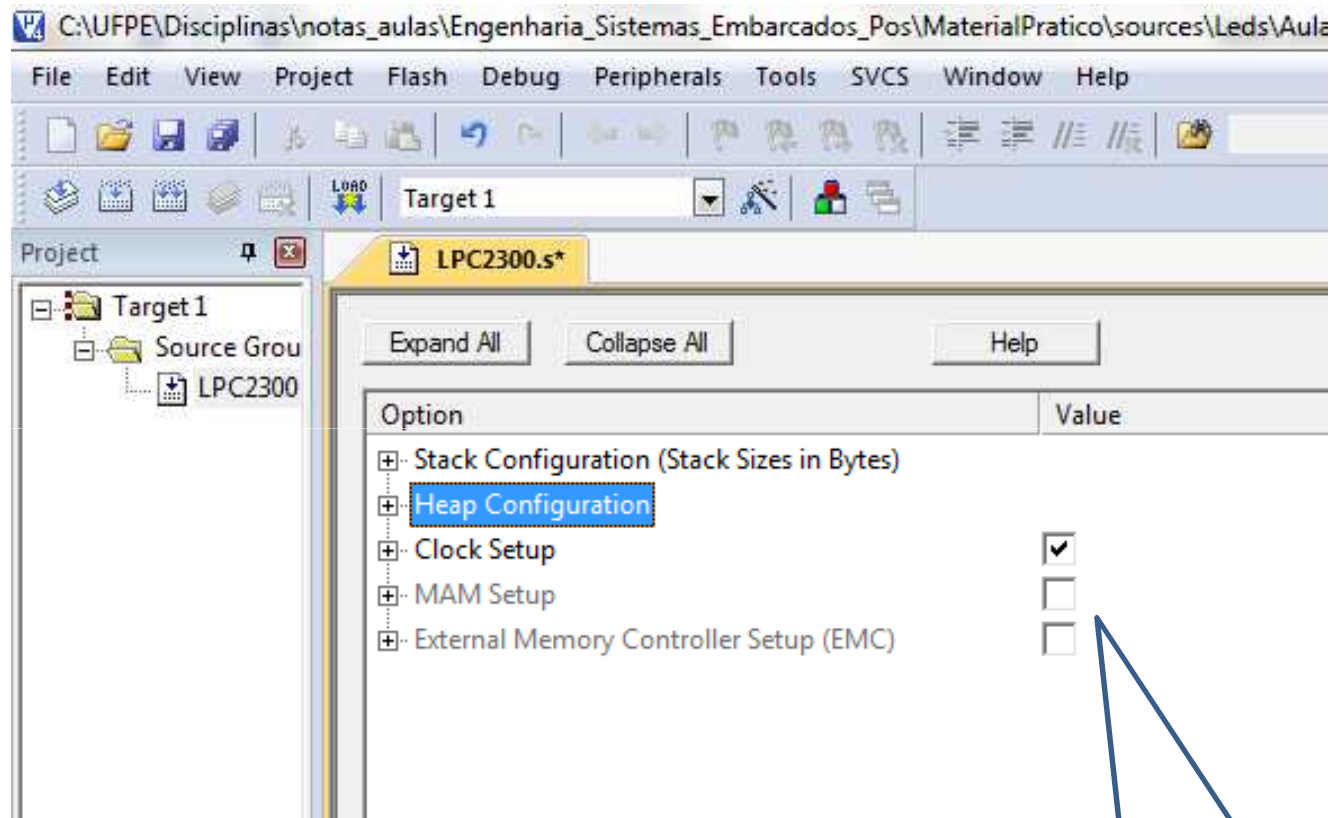 C:\UFPE\Disciplinas\notas_aulas\Engenharia_Sistemas_Embarcados_Pos\MaterialPratico\sources\Leds\Aula
File Edit View Project Flash Debug Peripherals Tools SVCS Window Help
LOAD Target 1
Project
LPC2300.s*
Target 1
Source Grou
LPC2300
Expand All Collapse All Help
Option Value
Stack Configuration (Stack Sizes in Bytes)
Heap Configuration
Clock Setup
MAM Setup
External Memory Controller Setup (EMC)